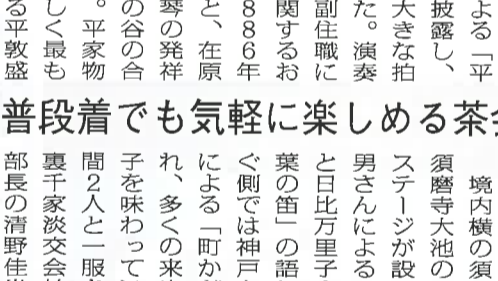 よる「平
披露し、
大きな拍
た。演奏
副住職に
関するお
886年
と、在原
琴の発祥
の谷の合
。平家物
しく最も
る平敦盛
普段着でも気軽に楽しめる茶会
境内横の須
須磨寺大池の
ステージが設
男さんによる
と日比万里子
葉の笛」の語
ぐ側では神戸
による「町か
れ、多くの来
子を味わって
間2人と一服
裏千家淡交会
部長の清野佳